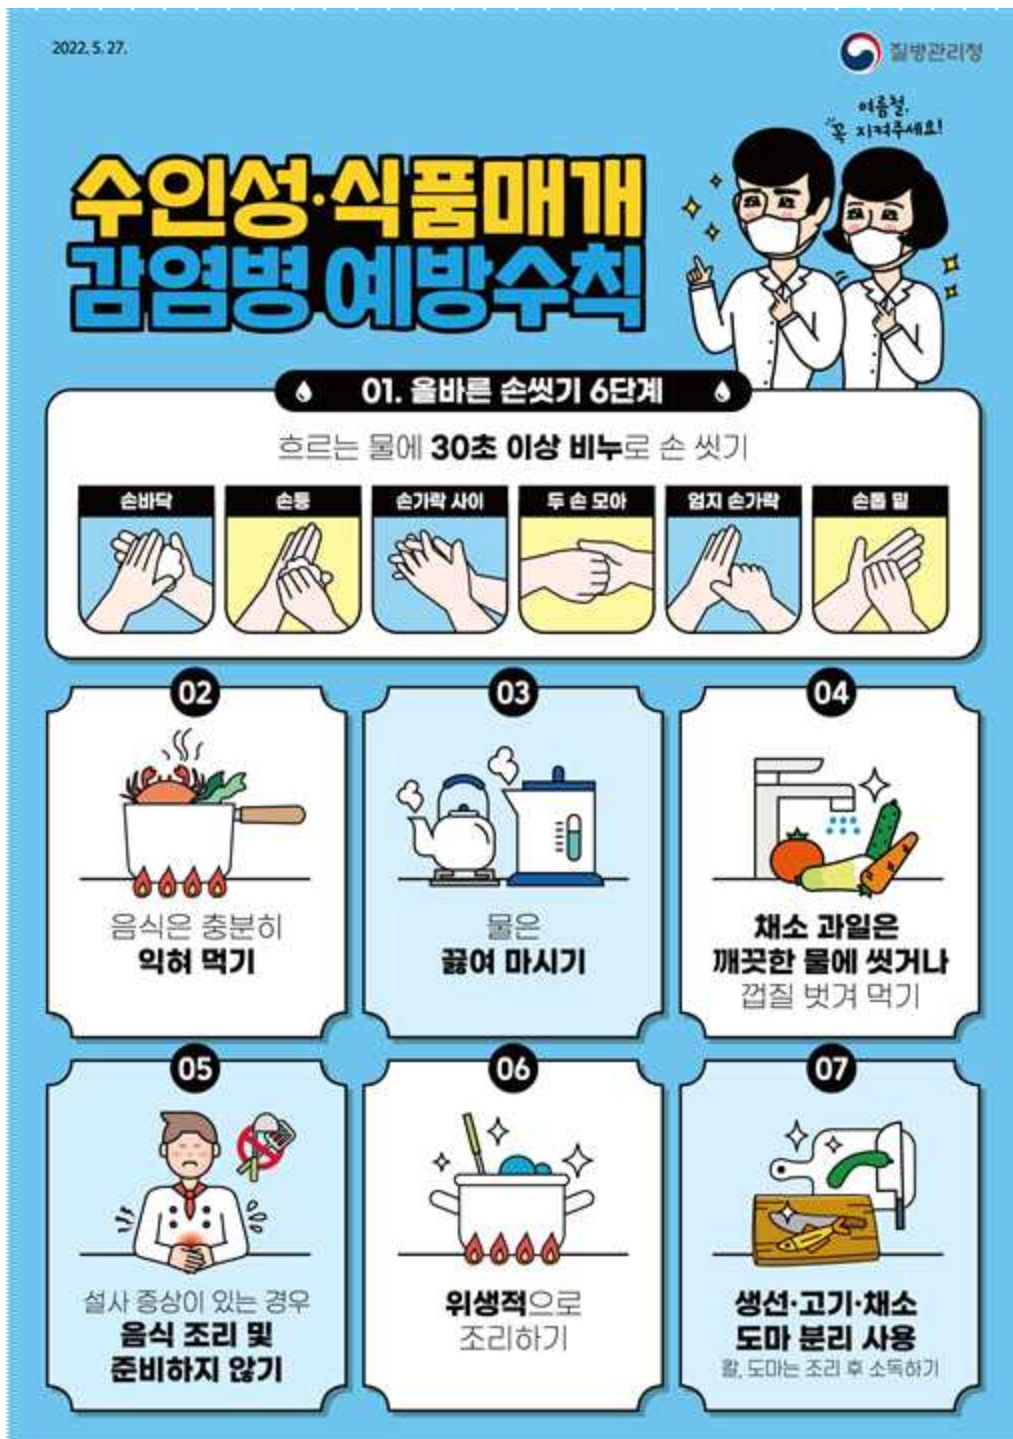 2022. 5. 27.
질병관리청
여름철,
꼭 지켜주세요!
수인성·식품매개
감염병 예방수칙
01. 올바른 손씻기 6단계
흐르는 물에 30초 이상 비누로 손 씻기
손바닥
손등
손가락 사이
두 손 모아
엄지 손가락
손톱 밑
02
음식은 충분히
익혀 먹기
03
물은
끓여 마시기
04
채소 과일은
깨끗한 물에 씻거나
껍질 벗겨 먹기
05
설사 증상이 있는 경우
음식 조리 및
준비하지 않기
06
위생적으로
조리하기
07
생선·고기·채소
도마 분리 사용
칼, 도마는 조리 후 소독하기